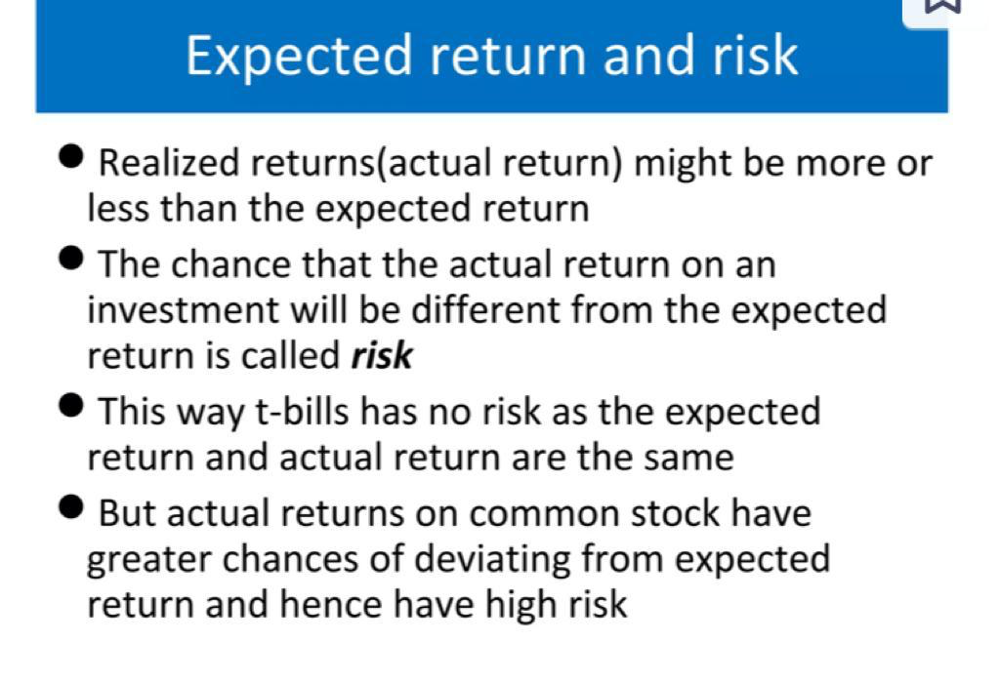 Expected return and risk
● Realized returns(actual return) might be more or
less than the expected return
● The chance that the actual return on an
investment will be different from the expected
return is called risk
● This way t-bills has no risk as the expected
return and actual return are the same
● But actual returns on common stock have
greater chances of deviating from expected
return and hence have high risk